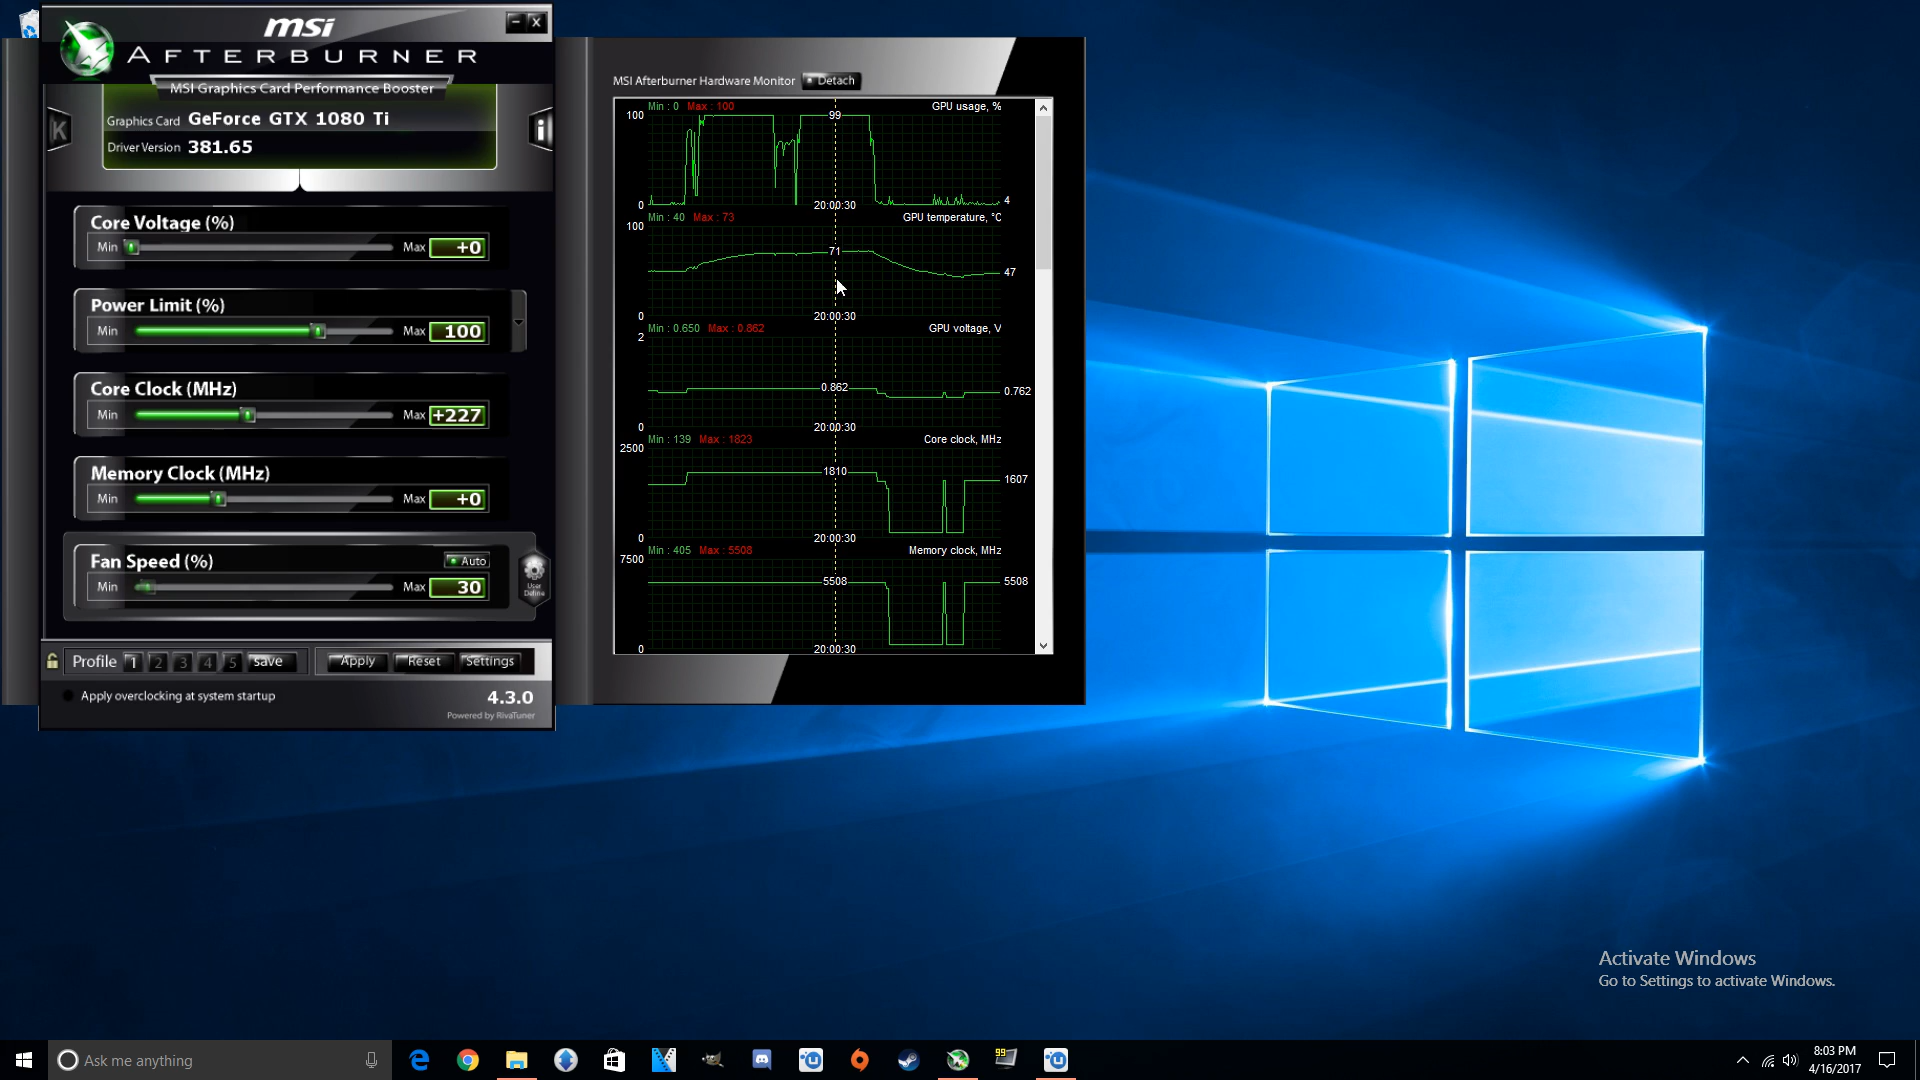 msi
AFTERBURNER
MSI Graphics Card Performance Booster
Graphics Card GeForce GTX 1080 Ti
Driver Version 381.65
K
i
Core Voltage (%)
Min Max +0
Power Limit (%)
Min Max 100
Core Clock (MHz)
Min Max +227
Memory Clock (MHz)
Min Max +0
Fan Speed (%) Auto
Min Max 30
User Define
Profile 1 2 3 4 5 save Apply Reset Settings
Apply overclocking at system startup 4.3.0
Powered by RivaTuner
MSI Afterburner Hardware Monitor Detach
Min : 0 Max : 100 GPU usage, %
100 99
0 20:00:30 4
Min : 40 Max : 73 GPU temperature, °C
100
71
47
0 20:00:30
Min : 0.650 Max : 0.862 GPU voltage, V
2
0.862 0.762
0 20:00:30
Min : 139 Max : 1823 Core clock, MHz
2500
1810 1607
0 20:00:30
Min : 405 Max : 5508 Memory clock, MHz
7500
5508 5508
0 20:00:30
Activate Windows
Go to Settings to activate Windows.
Ask me anything
99
8:03 PM
4/16/2017